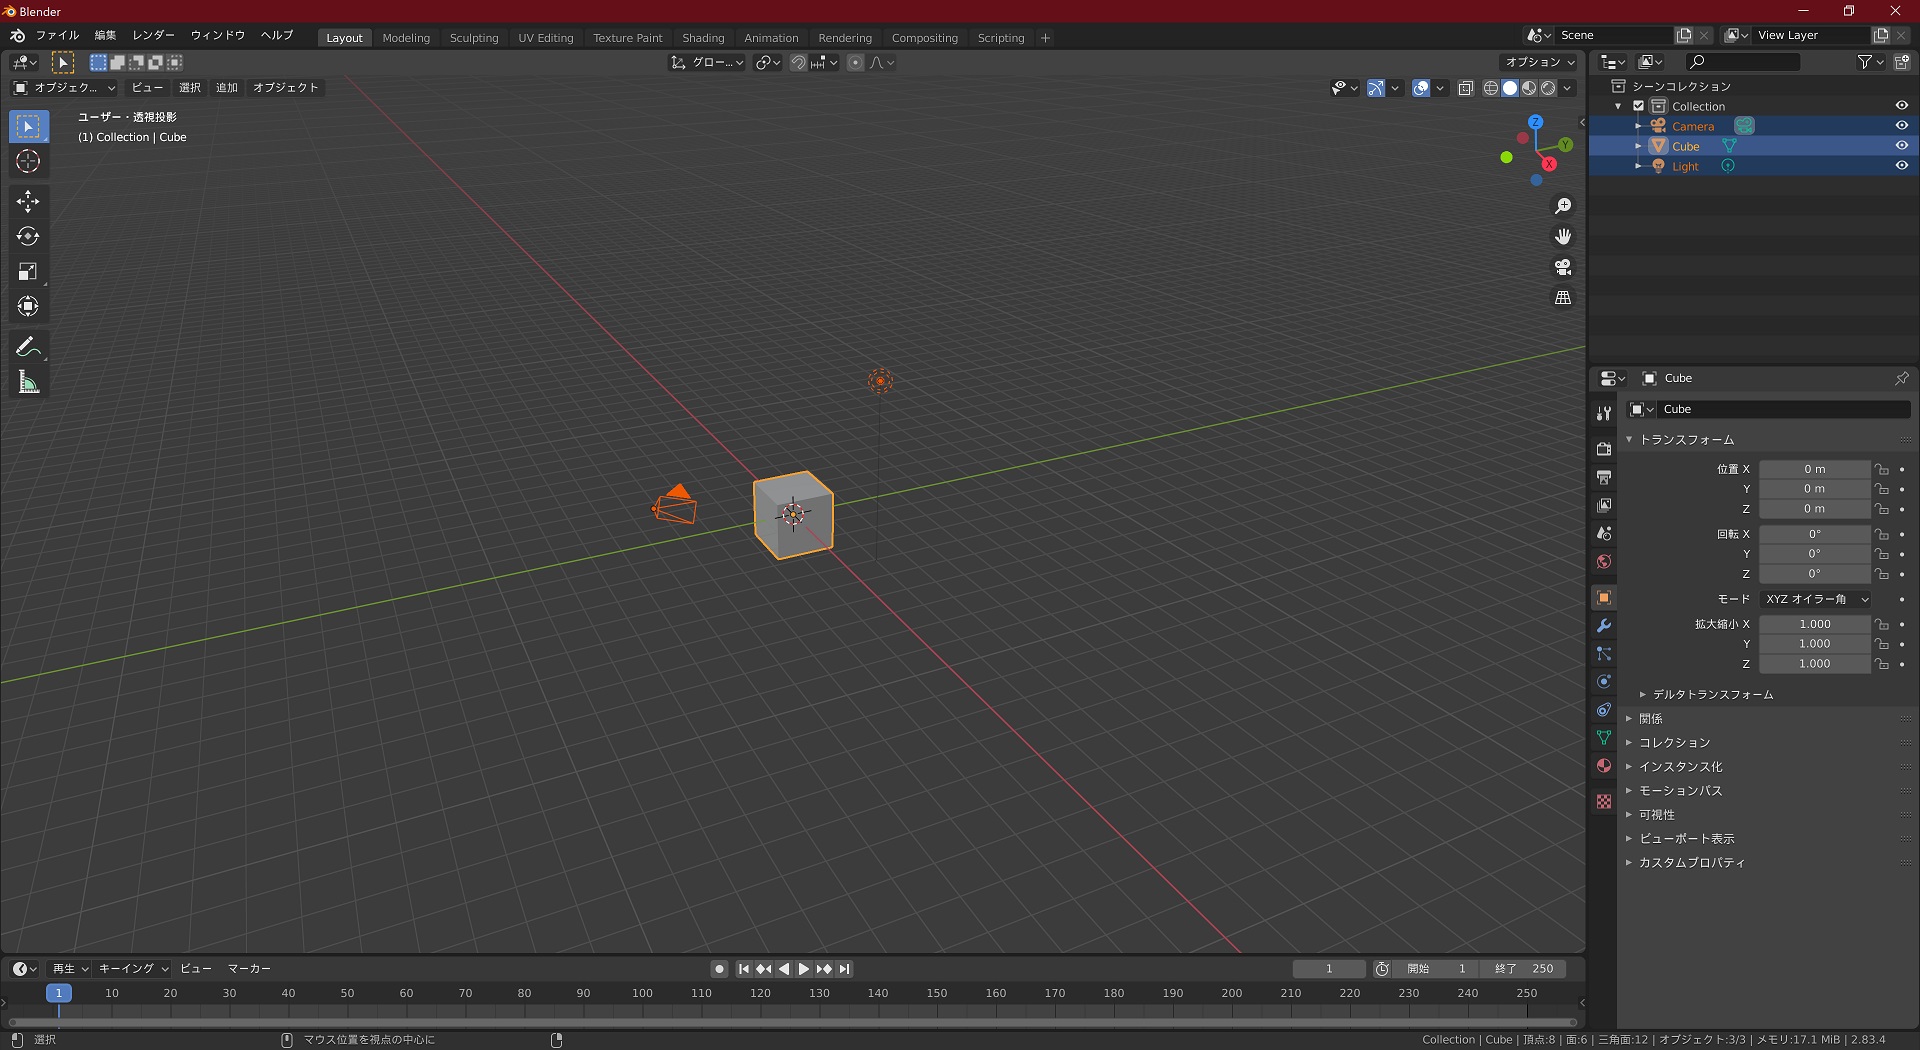 Blender
ファイル 編集 レンダー ウィンドウ ヘルプ Layout Modeling Sculpting UV Editing Texture Paint Shading Animation Rendering Compositing Scripting + Scene View Layer
グロー... オプション
オブジェク... ビュー 選択 追加 オブジェクト
ユーザー・透視投影
(1) Collection | Cube
Z
Y
X
シーンコレクション
Collection
Camera
Cube
Light
Cube
Cube
トランスフォーム
位置 X 0 m
Y 0 m
Z 0 m
回転 X 0°
Y 0°
Z 0°
モード XYZ オイラー角
拡大縮小 X 1.000
Y 1.000
Z 1.000
デルタトランスフォーム
関係
コレクション
インスタンス化
モーションパス
可視性
ビューポート表示
カスタムプロパティ
再生 キーイング ビュー マーカー 1 開始 1 終了 250
1 10 20 30 40 50 60 70 80 90 100 110 120 130 140 150 160 170 180 190 200 210 220 230 240 250
選択 マウス位置を視点の中心に Collection | Cube | 頂点:8 | 面:6 | 三角面:12 | オブジェクト:3/3 | メモリ:17.1 MiB | 2.83.4